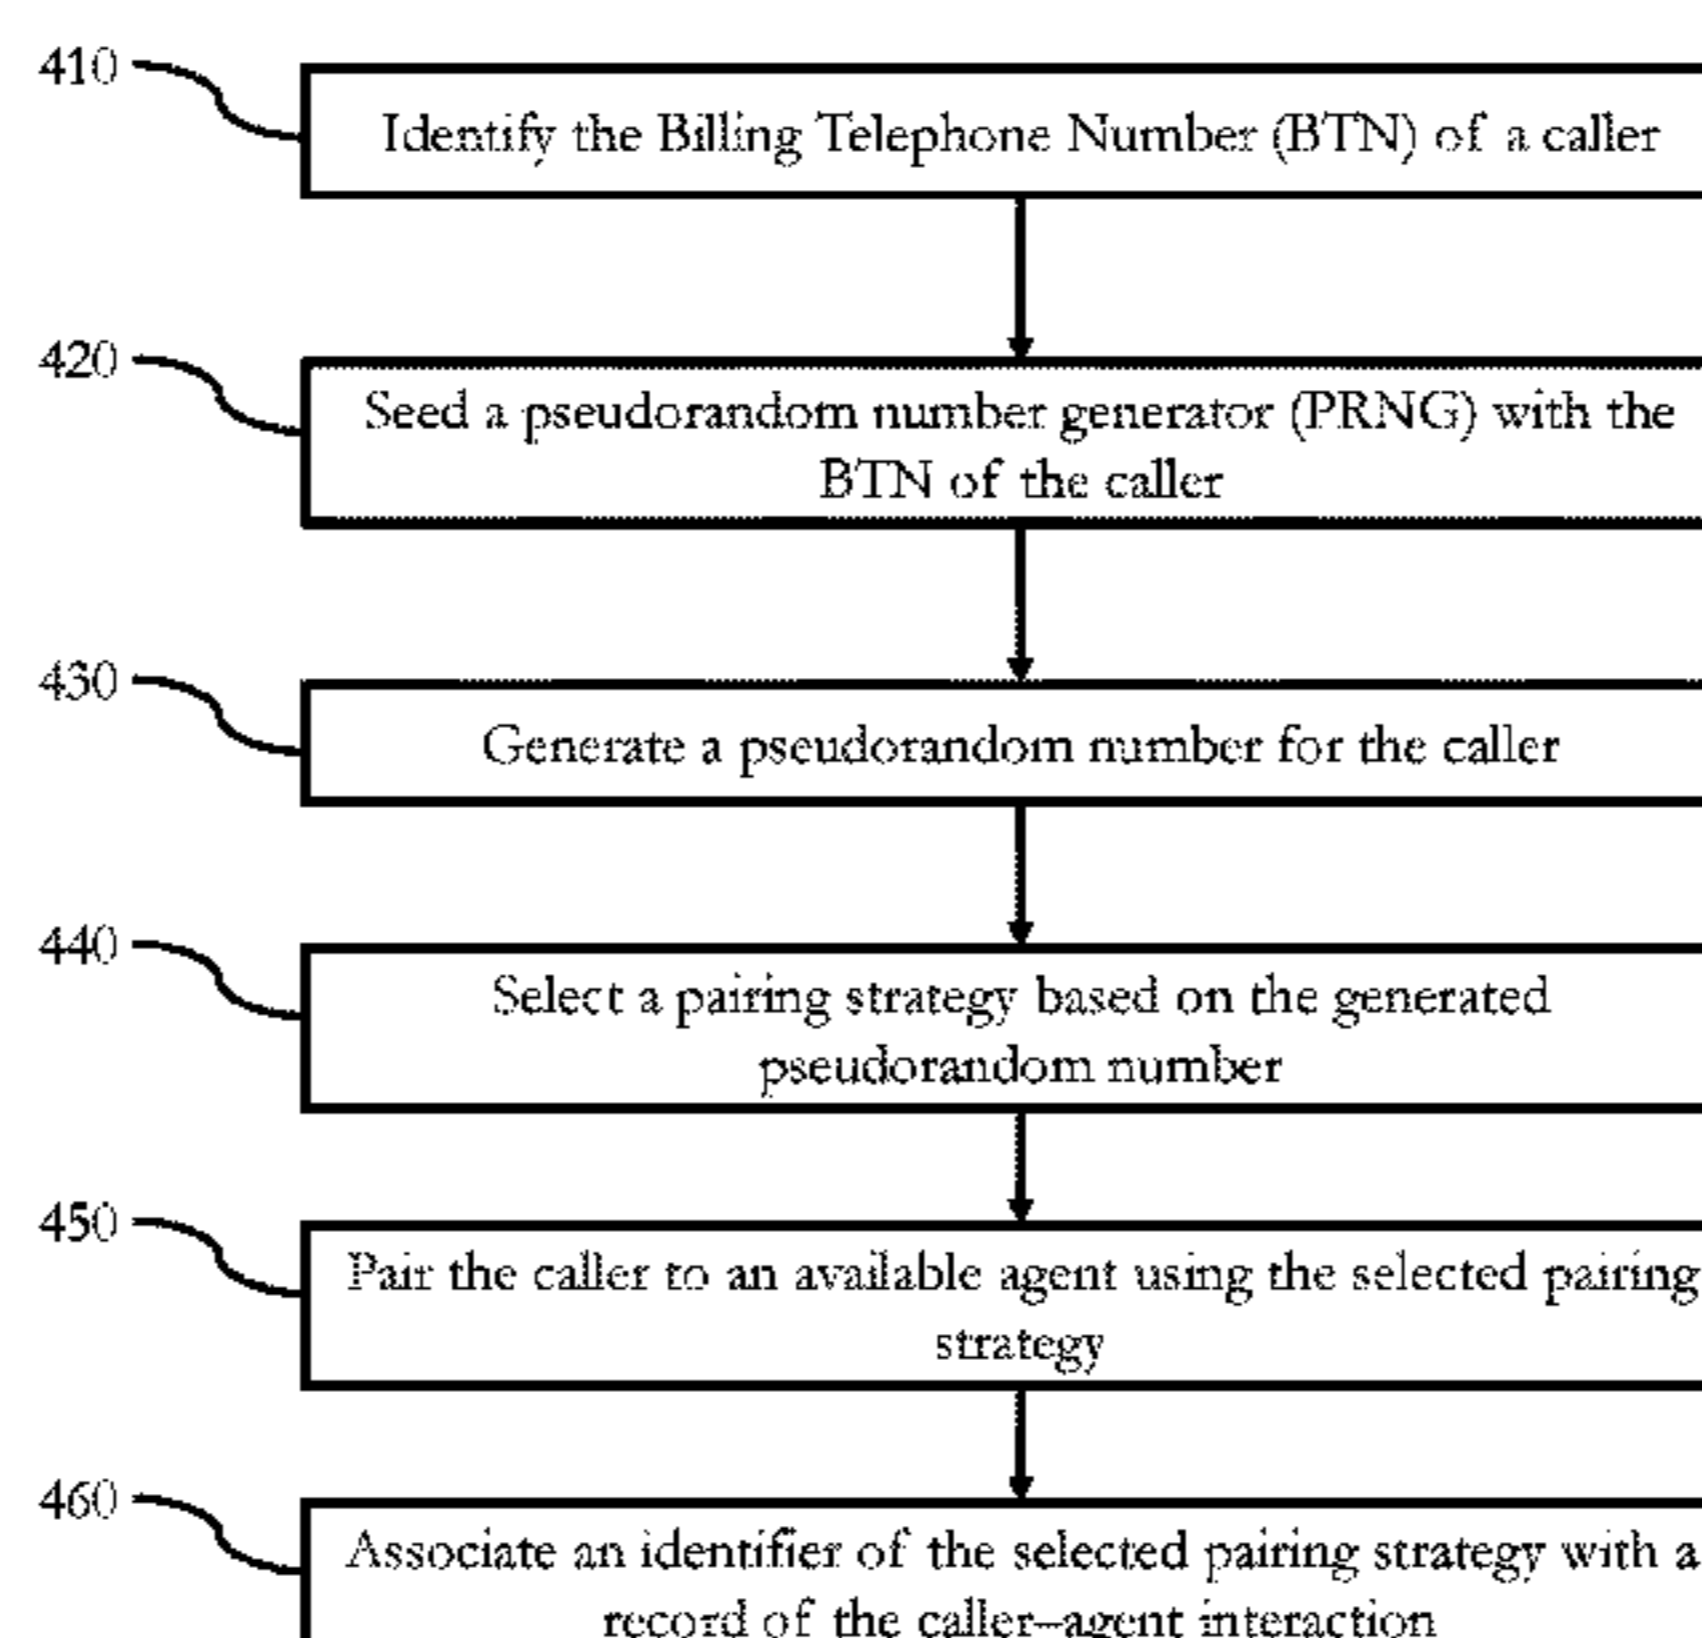 410
Identify the Billing Telephone Number (BTN) of a caller
420
Seed a pseudorandom number generator (PRNG) with the
BTN of the caller
430
Generate a pseudorandom number for the caller
440
Select a pairing strategy based on the generated
pseudorandom number
450
Pair the caller to an available agent using the selected pairing
strategy
460
Associate an identifier of the selected pairing strategy with a
record of the caller–agent interaction